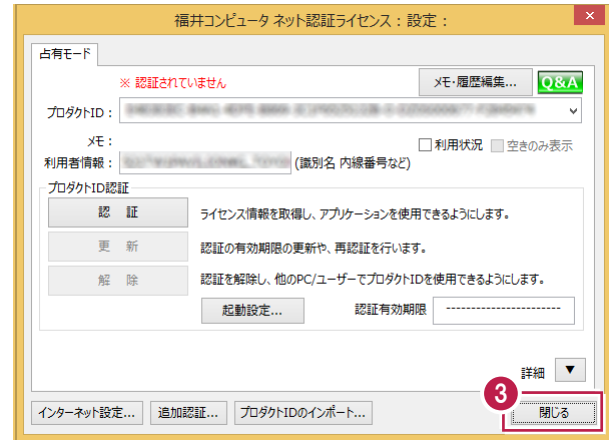 福井コンピュータ ネット認証ライセンス：設定：
占有モード
※ 認証されていません
メモ・履歴編集...
Q&A
プロダクトID：
メモ：
利用状況
空きのみ表示
利用者情報：
(識別名 内線番号など)
プロダクトID認証
認 証
ライセンス情報を取得し、アプリケーションを使用できるようにします。
更 新
認証の有効期限の更新や、再認証を行います。
解 除
認証を解除し、他のPC/ユーザーでプロダクトIDを使用できるようにします。
起動設定...
認証有効期限
-----------------------
詳細 ▼
3
インターネット設定...
追加認証...
プロダクトIDのインポート...
閉じる